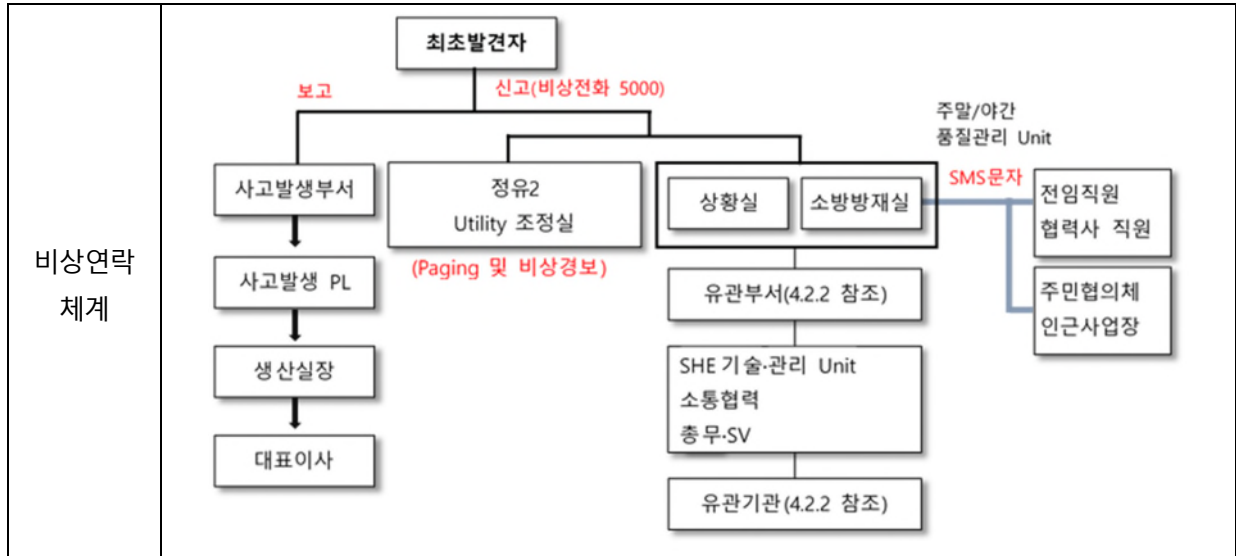 비상연락
체계
최초발견자
보고
신고(비상전화 5000)
사고발생부서
사고발생 PL
생산실장
대표이사
정유2
Utility 조정실
(Paging 및 비상경보)
상황실
소방방재실
주말/야간
품질관리 Unit
SMS문자
전임직원
협력사 직원
주민협의체
인근사업장
유관부서(4.2.2 참조)
SHE 기술·관리 Unit
소통협력
총무·SV
유관기관(4.2.2 참조)